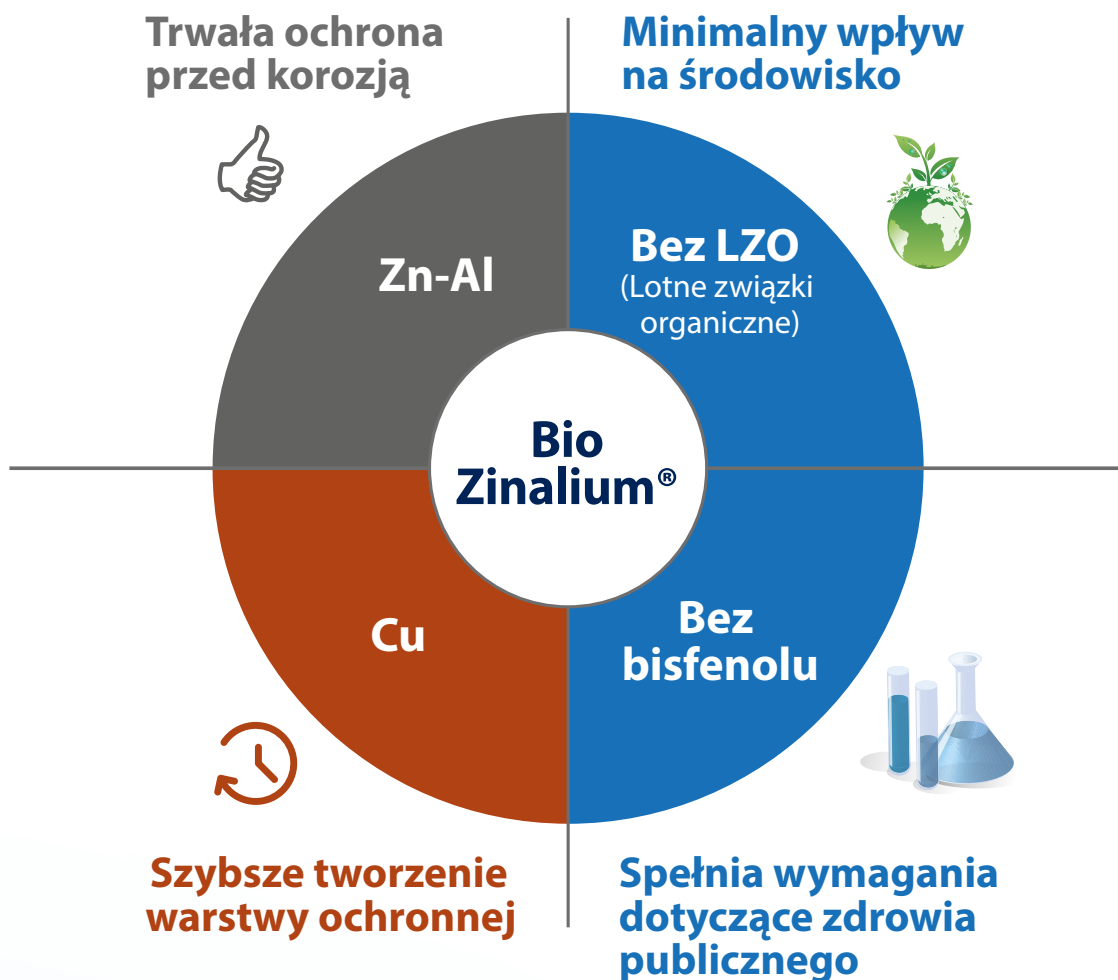 Trwała ochrona
przed korozją
Minimalny wpływ
na środowisko
Zn-Al
Bez LZO
(Lotne związki
organiczne)
Bio
Zinalium®
Cu
Bez
bisfenolu
Szybsze tworzenie
warstwy ochronnej
Spełnia wymagania
dotyczące zdrowia
publicznego